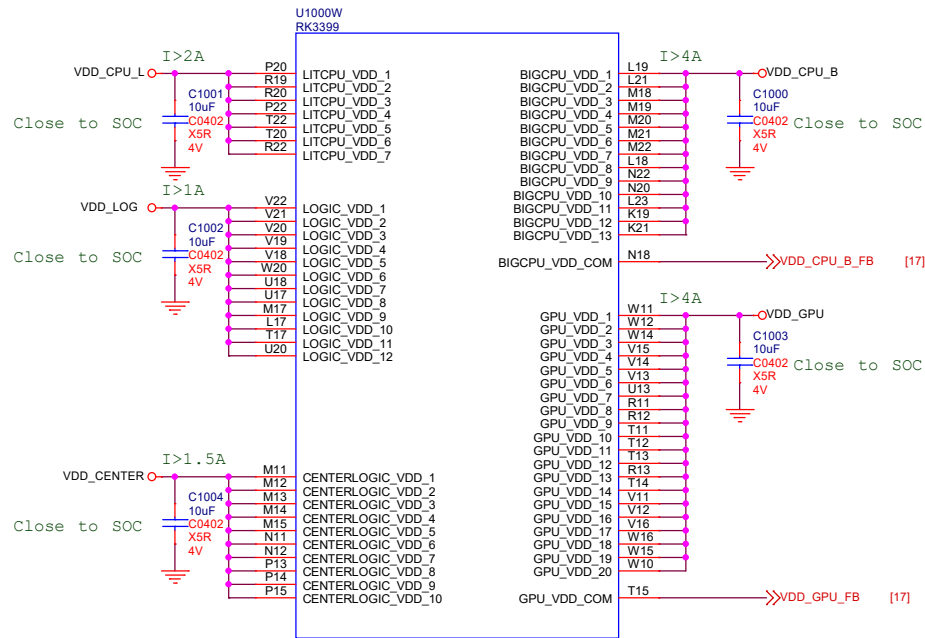 U1000W
RK3399
I>2A
VDD_CPU_L
C1001
10uF
C0402
X5R
4V
Close to SOC
P20 LITCPU_VDD_1
R19 LITCPU_VDD_2
R20 LITCPU_VDD_3
P22 LITCPU_VDD_4
T22 LITCPU_VDD_5
T20 LITCPU_VDD_6
R22 LITCPU_VDD_7
I>1A
VDD_LOG
C1002
10uF
C0402
X5R
4V
Close to SOC
V22 LOGIC_VDD_1
V21 LOGIC_VDD_2
V20 LOGIC_VDD_3
V19 LOGIC_VDD_4
V18 LOGIC_VDD_5
W20 LOGIC_VDD_6
U18 LOGIC_VDD_7
U17 LOGIC_VDD_8
M17 LOGIC_VDD_9
L17 LOGIC_VDD_10
T17 LOGIC_VDD_11
U20 LOGIC_VDD_12
I>1.5A
VDD_CENTER
C1004
10uF
C0402
X5R
4V
Close to SOC
M11 CENTERLOGIC_VDD_1
M12 CENTERLOGIC_VDD_2
M13 CENTERLOGIC_VDD_3
M14 CENTERLOGIC_VDD_4
M15 CENTERLOGIC_VDD_5
N11 CENTERLOGIC_VDD_6
N12 CENTERLOGIC_VDD_7
P13 CENTERLOGIC_VDD_8
P14 CENTERLOGIC_VDD_9
P15 CENTERLOGIC_VDD_10
I>4A
BIGCPU_VDD_1 L19
BIGCPU_VDD_2 L21
BIGCPU_VDD_3 M18
BIGCPU_VDD_4 M19
BIGCPU_VDD_5 M20
BIGCPU_VDD_6 M21
BIGCPU_VDD_7 M22
BIGCPU_VDD_8 L18
BIGCPU_VDD_9 N22
BIGCPU_VDD_10 N20
BIGCPU_VDD_11 L23
BIGCPU_VDD_12 K19
BIGCPU_VDD_13 K21
VDD_CPU_B
C1000
10uF
C0402
X5R
4V
Close to SOC
BIGCPU_VDD_COM N18 VDD_CPU_B_FB [17]
I>4A
GPU_VDD_1 W11
GPU_VDD_2 W12
GPU_VDD_3 W14
GPU_VDD_4 V15
GPU_VDD_5 V14
GPU_VDD_6 V13
GPU_VDD_7 U13
GPU_VDD_8 R11
GPU_VDD_9 R12
GPU_VDD_10 T11
GPU_VDD_11 T12
GPU_VDD_12 T13
GPU_VDD_13 R13
GPU_VDD_14 T14
GPU_VDD_15 V11
GPU_VDD_16 V12
GPU_VDD_17 V16
GPU_VDD_18 W16
GPU_VDD_19 W15
GPU_VDD_20 W10
VDD_GPU
C1003
10uF
C0402
X5R
4V
Close to SOC
GPU_VDD_COM T15 VDD_GPU_FB [17]